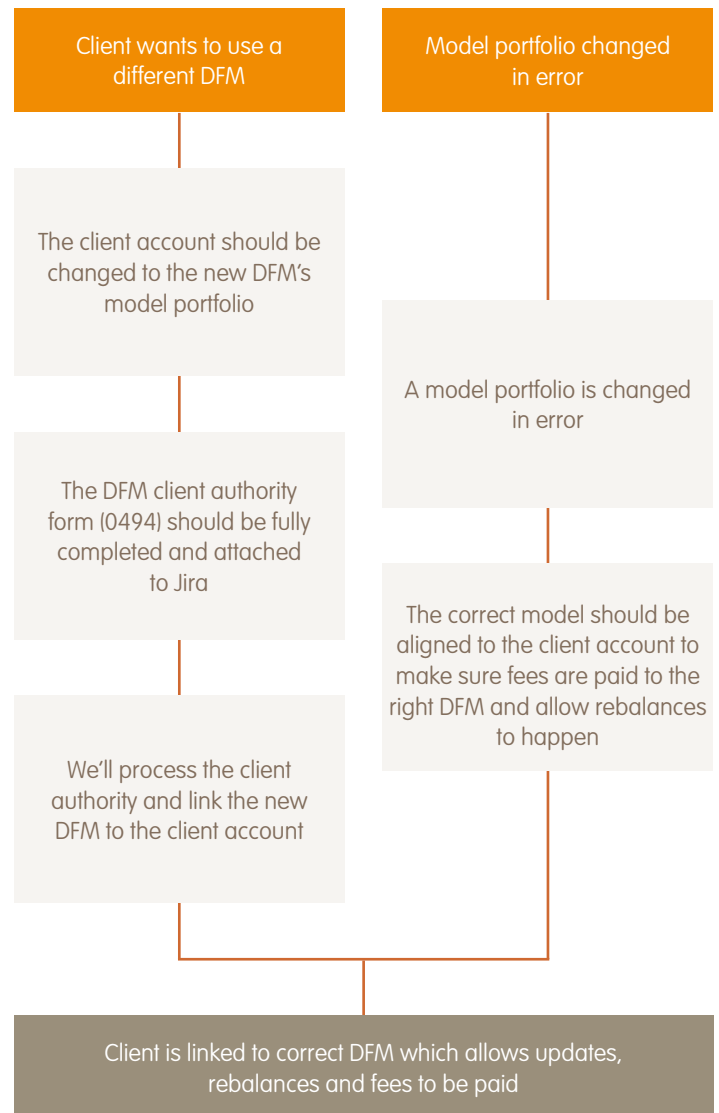 Client wants to use a
different DFM
The client account should be
changed to the new DFM's
model portfolio
The DFM client authority
form (0494) should be fully
completed and attached
to Jira
We'll process the client
authority and link the new
DFM to the client account
Model portfolio changed
in error
A model portfolio is changed
in error
The correct model should be
aligned to the client account to
make sure fees are paid to the
right DFM and allow rebalances
to happen
Client is linked to correct DFM which allows updates,
rebalances and fees to be paid